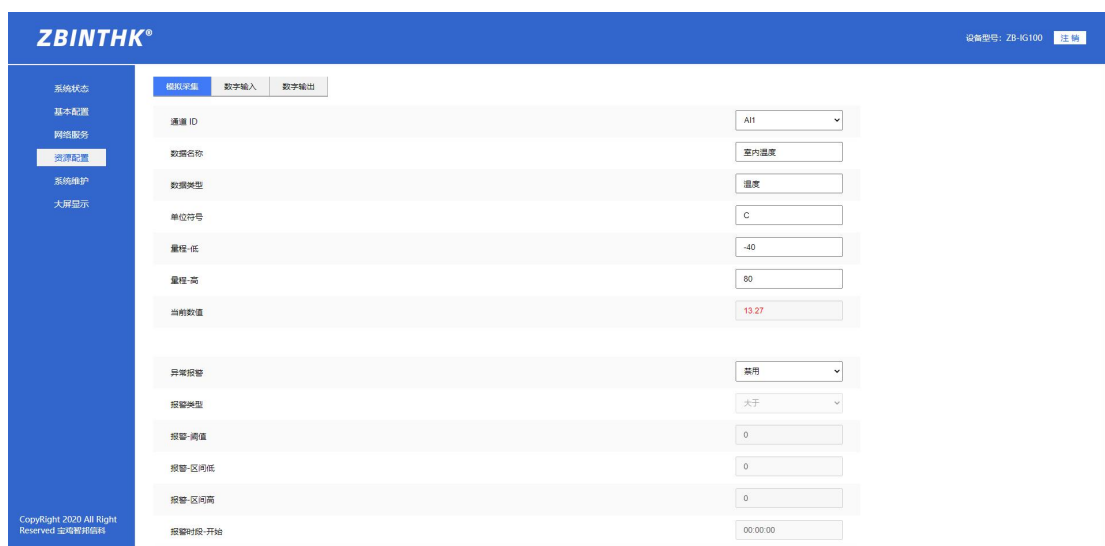 ZBINTHK®
设备型号：ZB-IG100 注 销
系统状态
基本配置
网络服务
资源配置
系统维护
大屏显示
模拟采集 数字输入 数字输出
通道 ID AI1
数据名称 室内温度
数据类型 温度
单位符号 C
量程-低 -40
量程-高 80
当前数值 13.27
异常报警 禁用
报警类型 大于
报警-阈值 0
报警-区间低 0
报警-区间高 0
报警时段-开始 00:00:00
CopyRight 2020 All Right
Reserved 宝鸡智邦信科